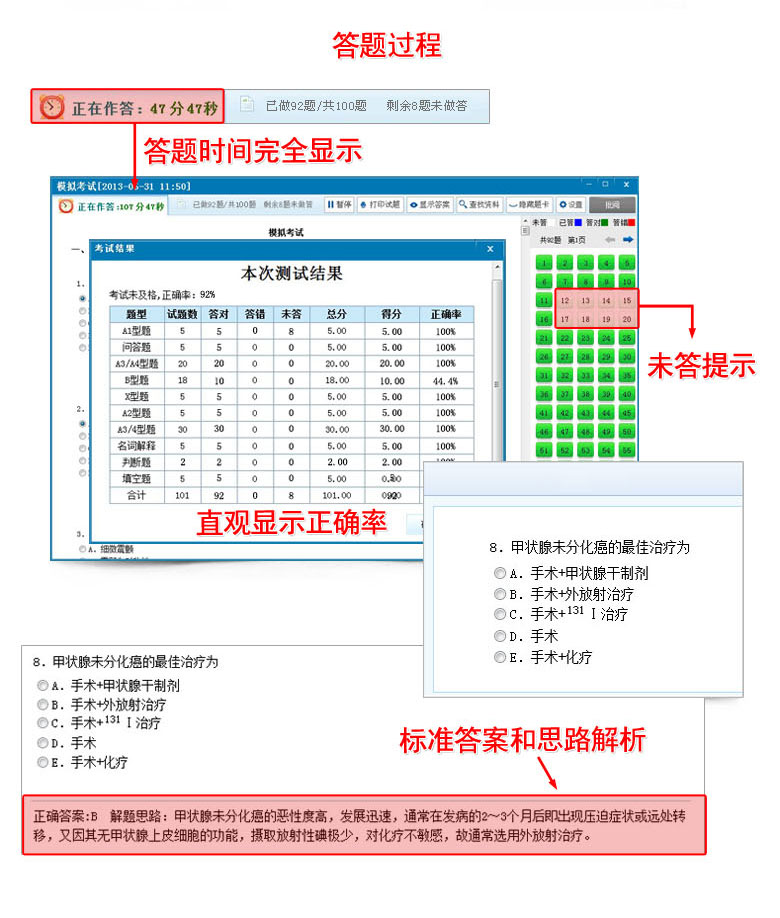 答题过程
正在作答：47分47秒
已做92题/共100题 剩余8题未做答
答题时间完全显示
模拟考试[2013-0 -31 11:50]
正在作答:107分47秒
已做92题/共100题 剩余8题未做答
暂停 打印试题 显示答案 查找资料 隐藏题卡 设置 批阅
模拟考试
未答 已答 答对 答错
共92题 第1页
一、
考试结果
本次测试结果
考试未及格,正确率：92%
题型 试题数 答对 答错 未答 总分 得分 正确率
A1型题 5 5 0 8 5.00 5.00 100%
问答题 5 5 0 0 5.00 5.00 100%
A3/A4型题 20 20 0 0 20.00 20.00 100%
B型题 18 10 0 0 18.00 10.00 44.4%
X型题 5 5 0 0 5.00 5.00 100%
A2型题 5 5 0 0 5.00 5.00 100%
A3/4型题 30 30 0 0 30.00 30.00 100%
名词解释 5 5 0 0 5.00 5.00 100%
判断题 2 2 0 0 2.00 2.00
填空题 5 5 0 0 5.00
合计 101 92 0 8 101.00
直观显示正确率
1.
2.
3.
A. 细微震颤
1 2 3 4 5
6 7 8 9 10
11 12 13 14 15
16 17 18 19 20
21 22 23 24 25
26 27 28 29 30
31 32 33 34 35
36 37 38 39 40
41 42 43 44 45
46 47 48 49 50
51 52 53 54 55
未答提示
8. 甲状腺未分化癌的最佳治疗为
A. 手术+甲状腺干制剂
B. 手术+外放射治疗
C. 手术+131 I 治疗
D. 手术
E. 手术+化疗
8. 甲状腺未分化癌的最佳治疗为
A. 手术+甲状腺干制剂
B. 手术+外放射治疗
C. 手术+131 I 治疗
D. 手术
E. 手术+化疗
标准答案和思路解析
正确答案:B 解题思路：甲状腺未分化癌的恶性度高，发展迅速，通常在发病的2～3个月后即出现压迫症状或远处转
移，又因其无甲状腺上皮细胞的功能，摄取放射性碘极少，对化疗不敏感，故通常选用外放射治疗。